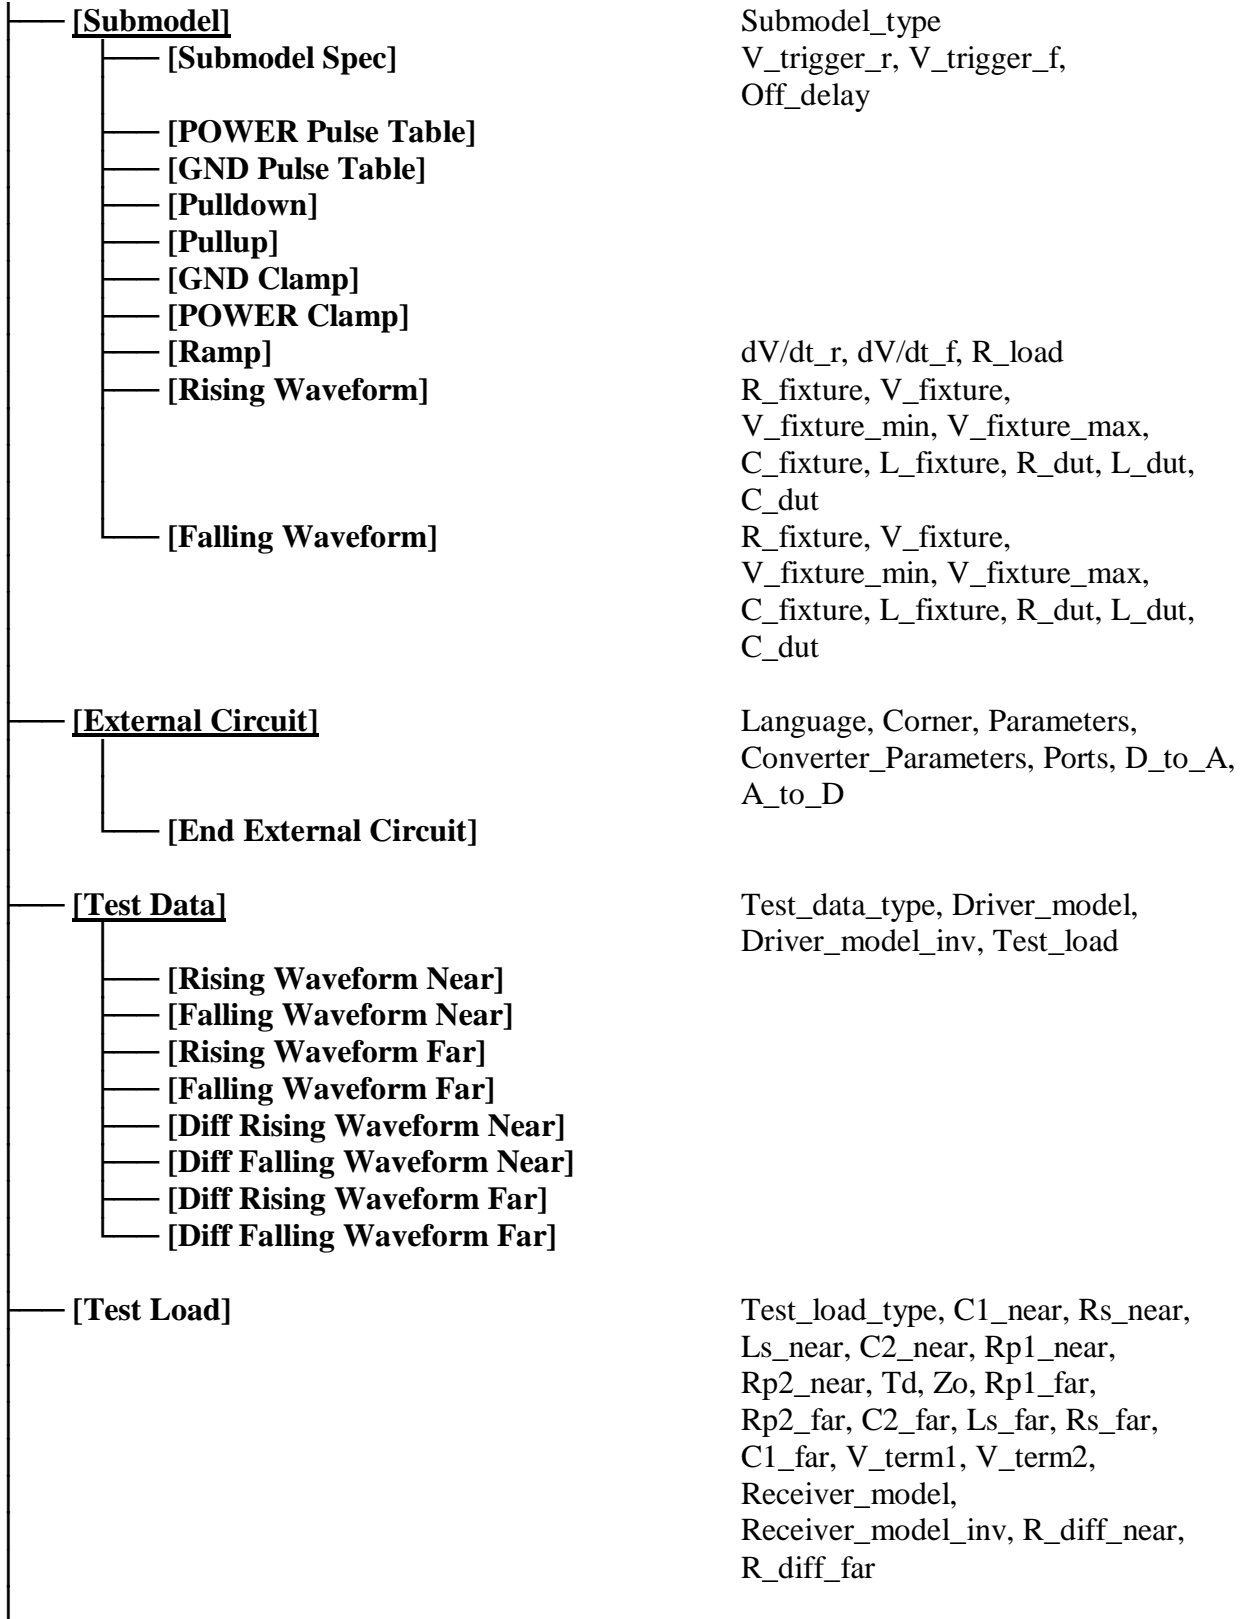 [Submodel] Submodel_type
[Submodel Spec] V_trigger_r, V_trigger_f,
Off_delay
[POWER Pulse Table]
[GND Pulse Table]
[Pulldown]
[Pullup]
[GND Clamp]
[POWER Clamp]
[Ramp] dV/dt_r, dV/dt_f, R_load
[Rising Waveform] R_fixture, V_fixture,
V_fixture_min, V_fixture_max,
C_fixture, L_fixture, R_dut, L_dut,
C_dut
[Falling Waveform] R_fixture, V_fixture,
V_fixture_min, V_fixture_max,
C_fixture, L_fixture, R_dut, L_dut,
C_dut
[External Circuit] Language, Corner, Parameters,
Converter_Parameters, Ports, D_to_A,
A_to_D
[End External Circuit]
[Test Data] Test_data_type, Driver_model,
Driver_model_inv, Test_load
[Rising Waveform Near]
[Falling Waveform Near]
[Rising Waveform Far]
[Falling Waveform Far]
[Diff Rising Waveform Near]
[Diff Falling Waveform Near]
[Diff Rising Waveform Far]
[Diff Falling Waveform Far]
[Test Load] Test_load_type, C1_near, Rs_near,
Ls_near, C2_near, Rp1_near,
Rp2_near, Td, Zo, Rp1_far,
Rp2_far, C2_far, Ls_far, Rs_far,
C1_far, V_term1, V_term2,
Receiver_model,
Receiver_model_inv, R_diff_near,
R_diff_far